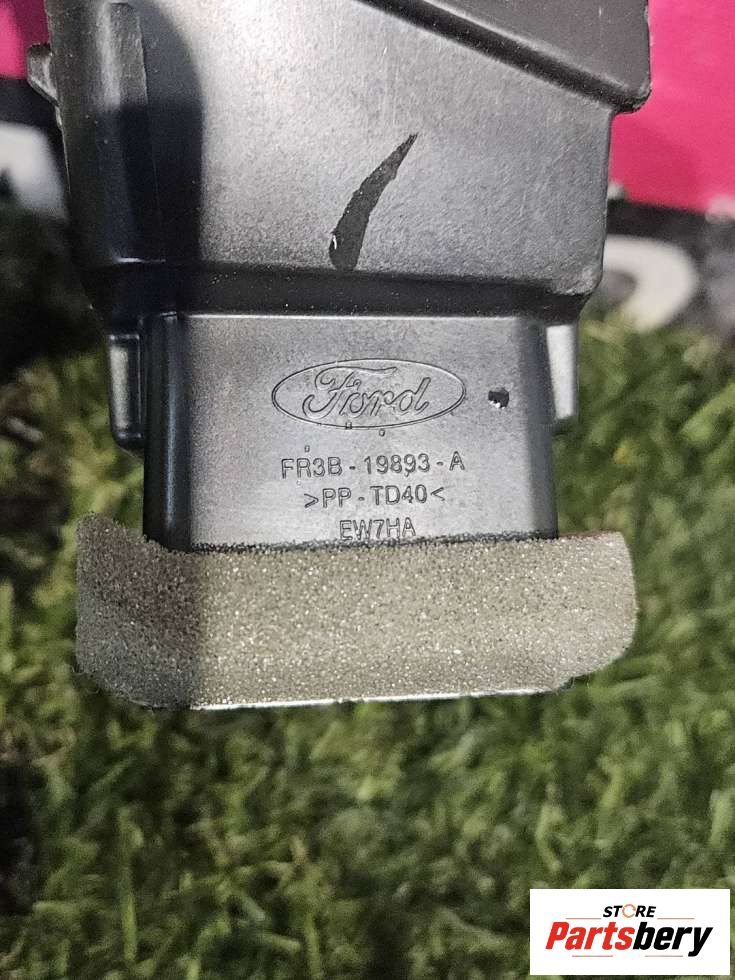 Ford
FR3B-19893-A
>PP-TD40<
EW7HA
STORE
Partsbery